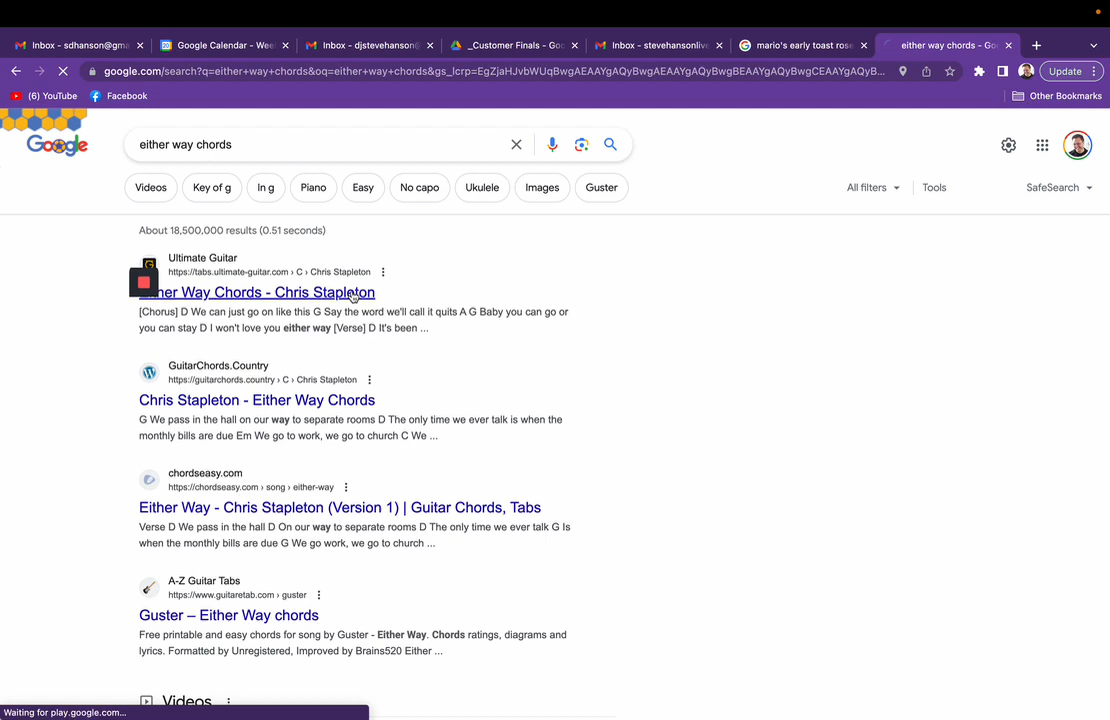 Inbox - sdhanson@gma
Google Calendar - Wee
Inbox - djstevehanson@
_Customer Finals - Goo
Inbox - stevehansonlive
mario's early toast rose
either way chords - Goo
google.com/search?q=either+way+chords&oq=either+way+chords&gs_lcrp=EgZjaHJvbWUqBwgAEAAYgAQyBwgAEAAYgAQyBwgBEAAYgAQyBwgCEAAYgAQyB...
Update
(6) YouTube
Facebook
Other Bookmarks
Google
either way chords
Videos
Key of g
In g
Piano
Easy
No capo
Ukulele
Images
Guster
All filters
Tools
SafeSearch
About 18,500,000 results (0.51 seconds)
Ultimate Guitar
https://tabs.ultimate-guitar.com › C › Chris Stapleton
her Way Chords - Chris Stapleton
[Chorus] D We can just go on like this G Say the word we'll call it quits A G Baby you can go or
you can stay D I won't love you either way [Verse] D It's been ...
GuitarChords.Country
https://guitarchords.country › C › Chris Stapleton
Chris Stapleton - Either Way Chords
G We pass in the hall on our way to separate rooms D The only time we ever talk is when the
monthly bills are due Em We go to work, we go to church C We ...
chordseasy.com
https://chordseasy.com › song › either-way
Either Way - Chris Stapleton (Version 1) | Guitar Chords, Tabs
Verse D We pass in the hall D On our way to separate rooms D The only time we ever talk G Is
when the monthly bills are due G We go work, we go to church ...
A-Z Guitar Tabs
https://www.guitaretab.com › guster
Guster – Either Way chords
Free printable and easy chords for song by Guster - Either Way. Chords ratings, diagrams and
lyrics. Formatted by Unregistered, Improved by Brains520 Either ...
Videos
Waiting for play.google.com...